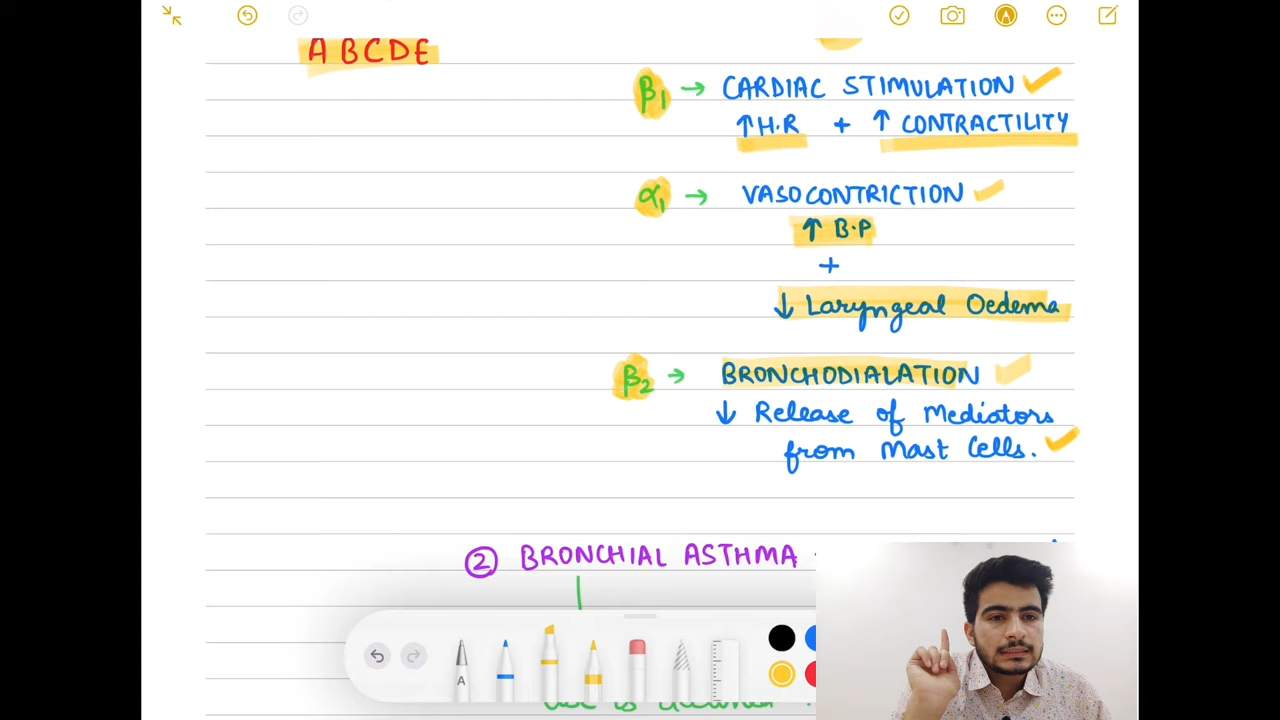 A B C D E
β1 → CARDIAC STIMULATION
↑ H.R + ↑ CONTRACTILITY
α1 → VASOCONTRICTION
↑ B.P
+
↓ Laryngeal Oedema
β2 → BRONCHODIALATION
↓ Release of Mediators
from Mast Cells.
② BRONCHIAL ASTHMA
A